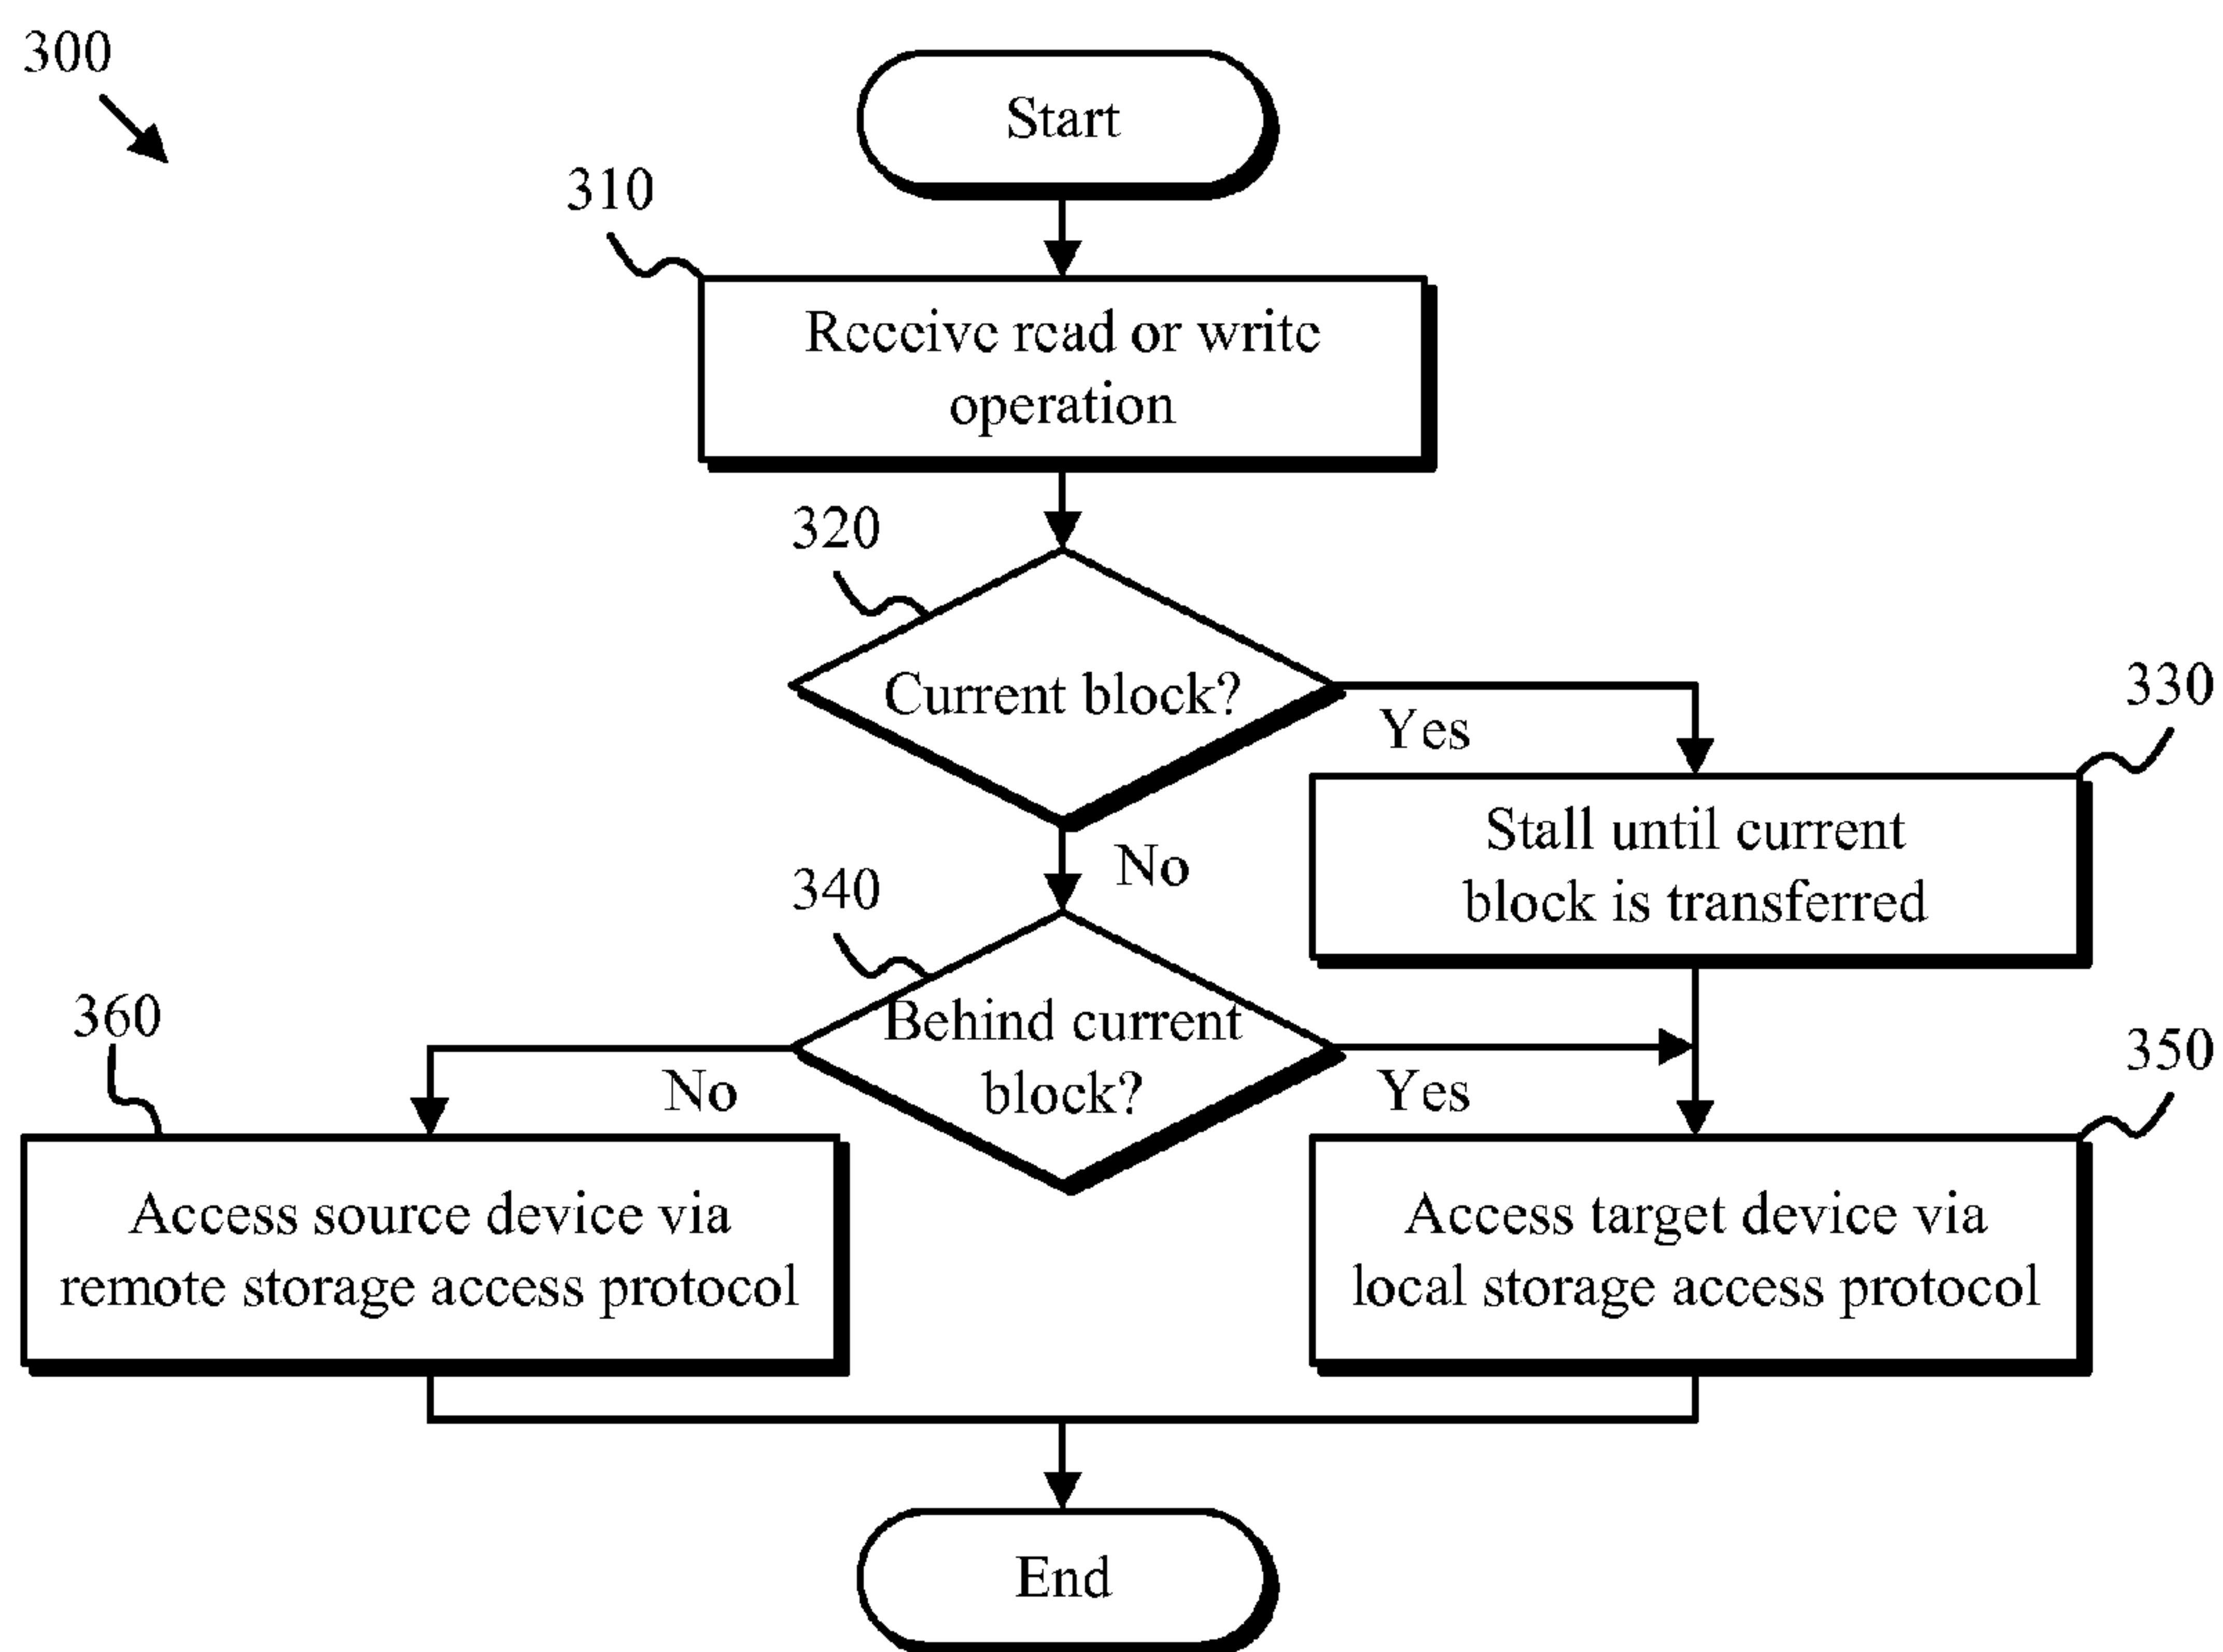 300
Start
310
Receive read or write
operation
320
Current block?
Yes
330
Stall until current
block is transferred
No
340
Behind current
block?
No
Yes
360
Access source device via
remote storage access protocol
350
Access target device via
local storage access protocol
End